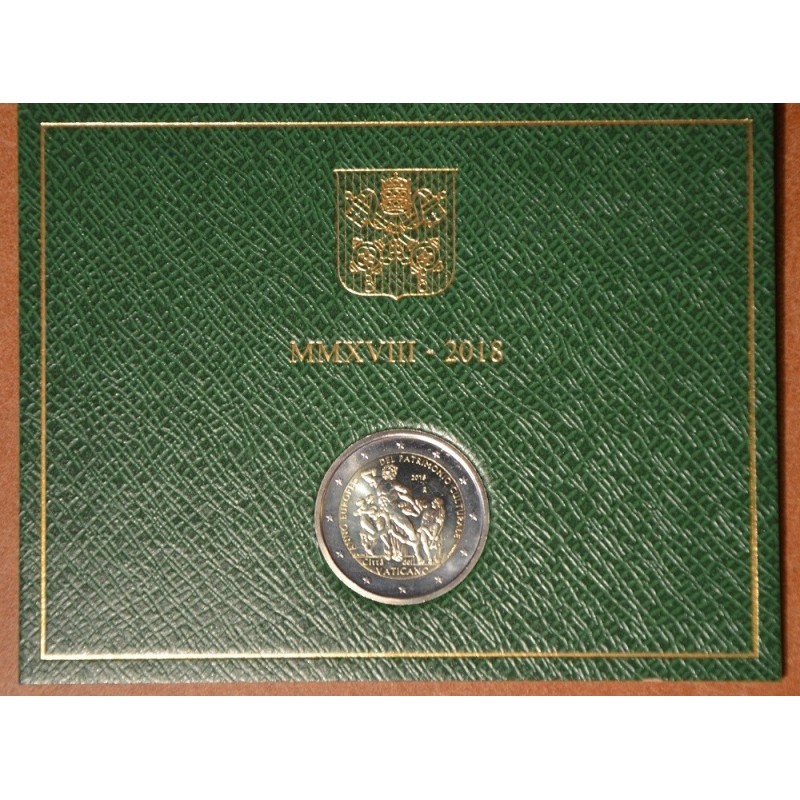 MMXVIII - 2018
ANNO EUROPEO DEL PATRIMONIO CULTURALE
2018
R
Città del
VATICANO